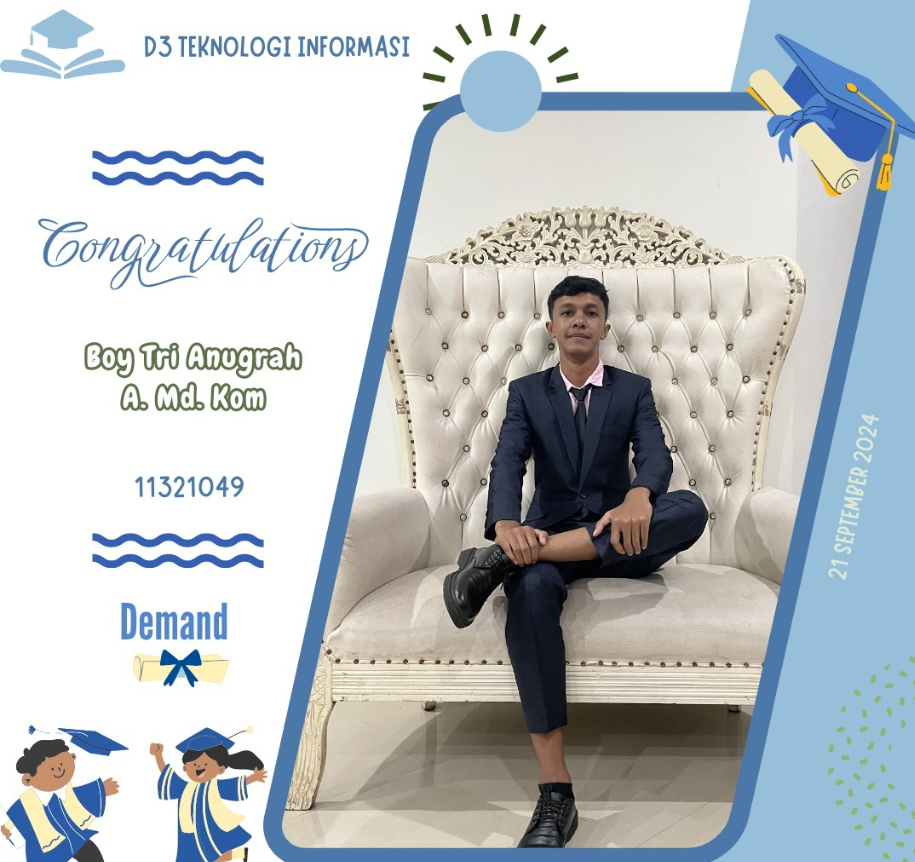 D3 TEKNOLOGI INFORMASI
Congratulations
Boy Tri Anugrah
A. Md. Kom
11321049
Demand
21 SEPTEMBER 2024